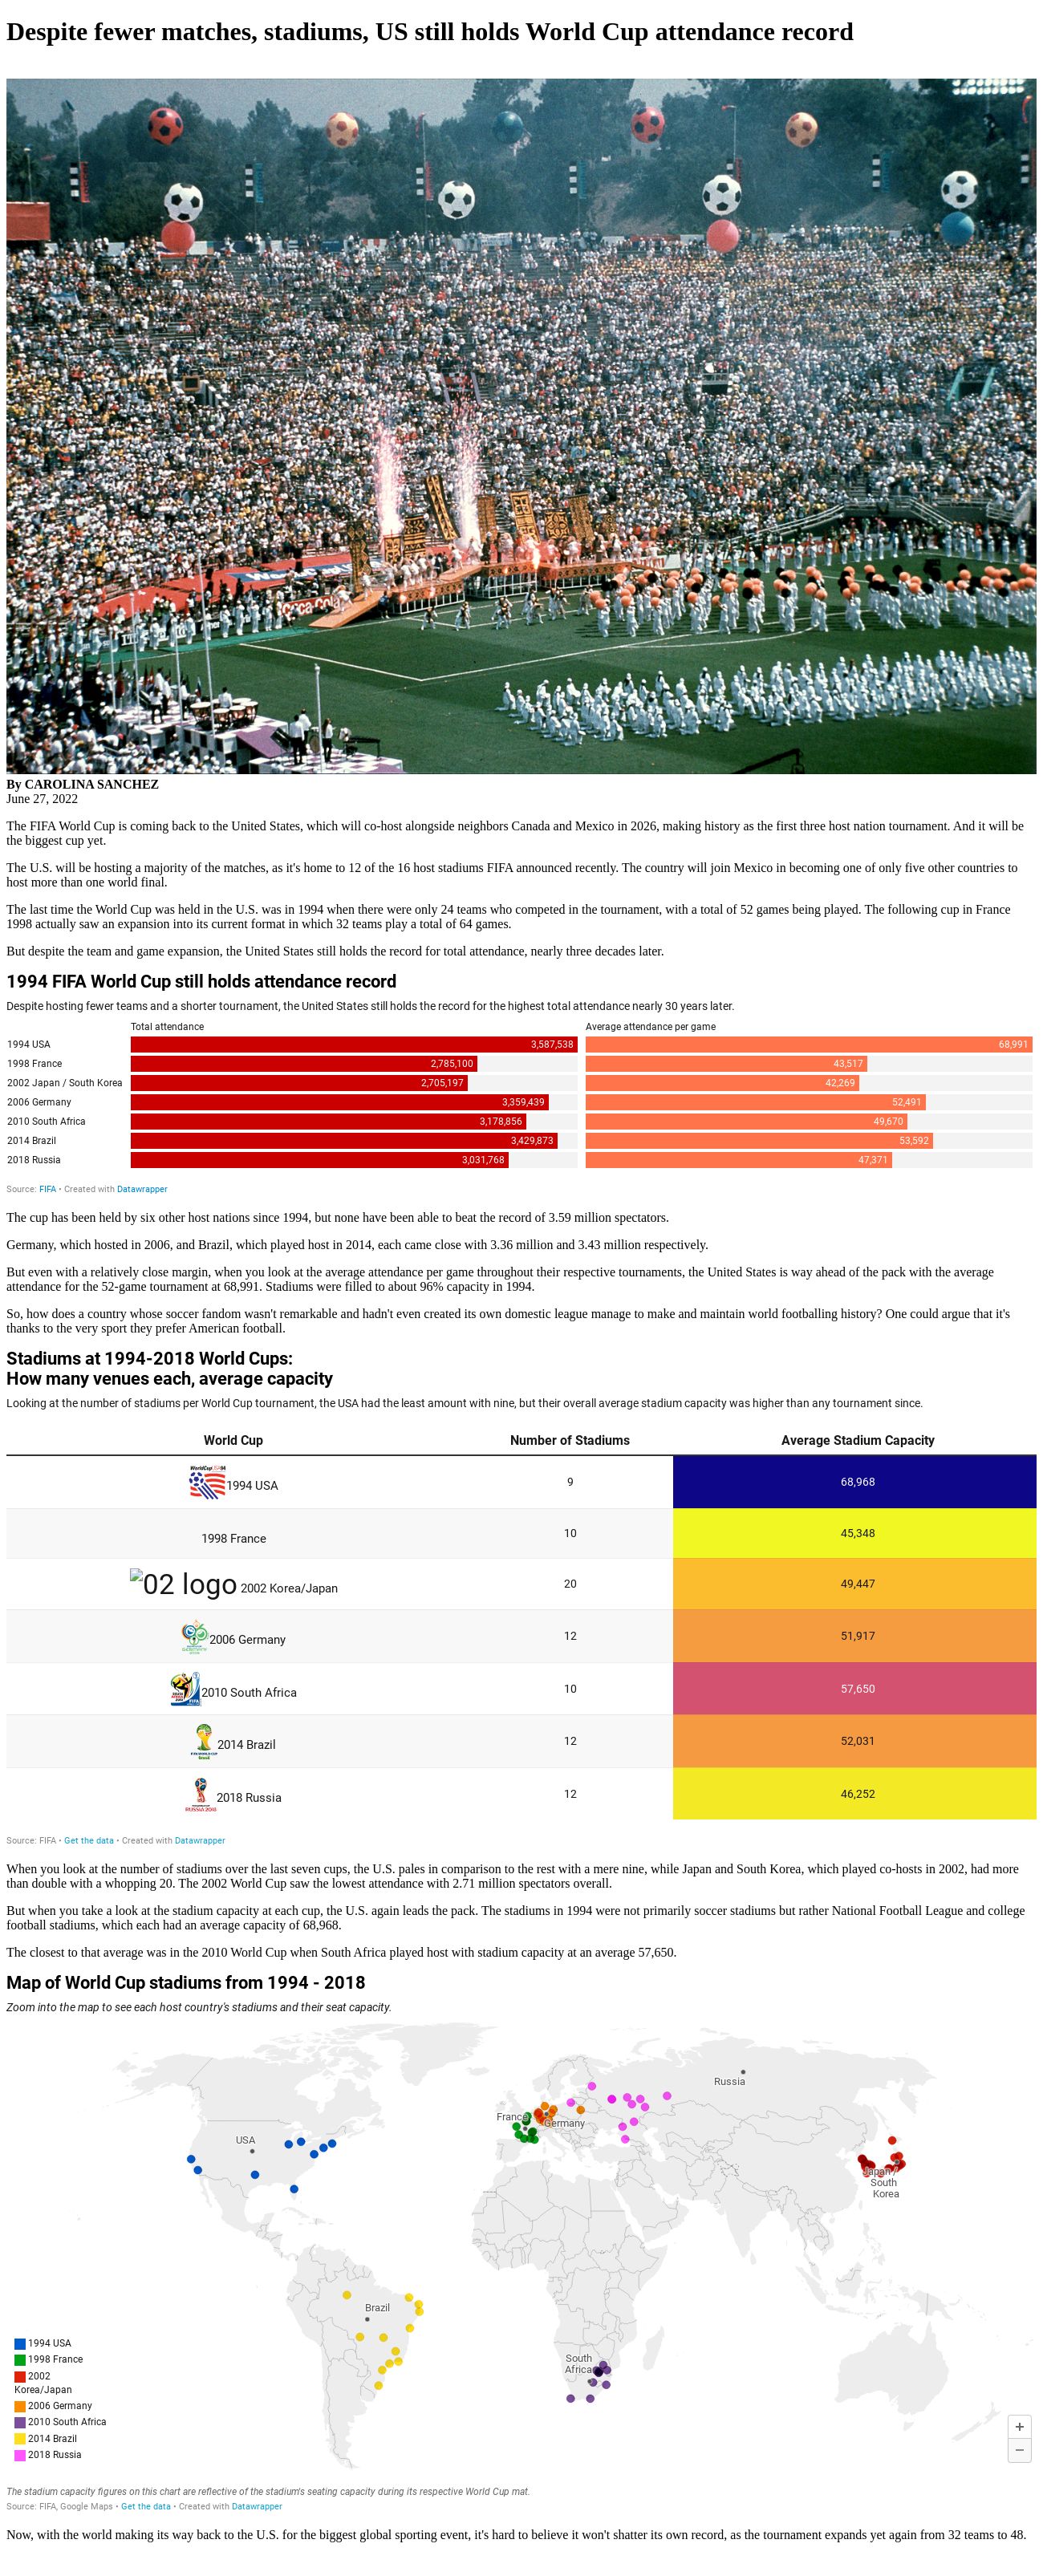 Despite fewer matches, stadiums, US still holds World Cup attendance record
Coca-Cola
By CAROLINA SANCHEZ
June 27, 2022
The FIFA World Cup is coming back to the United States, which will co-host alongside neighbors Canada and Mexico in 2026, making history as the first three host nation tournament. And it will be
the biggest cup yet.
The U.S. will be hosting a majority of the matches, as it's home to 12 of the 16 host stadiums FIFA announced recently. The country will join Mexico in becoming one of only five other countries to
host more than one world final.
The last time the World Cup was held in the U.S. was in 1994 when there were only 24 teams who competed in the tournament, with a total of 52 games being played. The following cup in France
1998 actually saw an expansion into its current format in which 32 teams play a total of 64 games.
But despite the team and game expansion, the United States still holds the record for total attendance, nearly three decades later.
1994 FIFA World Cup still holds attendance record
Despite hosting fewer teams and a shorter tournament, the United States still holds the record for the highest total attendance nearly 30 years later.
Total attendance Average attendance per game
1994 USA 3,587,538 68,991
1998 France 2,785,100 43,517
2002 Japan / South Korea 2,705,197 42,269
2006 Germany 3,359,439 52,491
2010 South Africa 3,178,856 49,670
2014 Brazil 3,429,873 53,592
2018 Russia 3,031,768 47,371
Source: FIFA • Created with Datawrapper
The cup has been held by six other host nations since 1994, but none have been able to beat the record of 3.59 million spectators.
Germany, which hosted in 2006, and Brazil, which played host in 2014, each came close with 3.36 million and 3.43 million respectively.
But even with a relatively close margin, when you look at the average attendance per game throughout their respective tournaments, the United States is way ahead of the pack with the average
attendance for the 52-game tournament at 68,991. Stadiums were filled to about 96% capacity in 1994.
So, how does a country whose soccer fandom wasn't remarkable and hadn't even created its own domestic league manage to make and maintain world footballing history? One could argue that it's
thanks to the very sport they prefer American football.
Stadiums at 1994-2018 World Cups:
How many venues each, average capacity
Looking at the number of stadiums per World Cup tournament, the USA had the least amount with nine, but their overall average stadium capacity was higher than any tournament since.
World Cup Number of Stadiums Average Stadium Capacity
WorldCupUSA94
1994 USA 9 68,968
1998 France 10 45,348
02 logo 2002 Korea/Japan 20 49,447
2006 Germany 12 51,917
2010 South Africa 10 57,650
2014 Brazil 12 52,031
2018 Russia 12 46,252
RUSSIA 2018
Source: FIFA • Get the data • Created with Datawrapper
When you look at the number of stadiums over the last seven cups, the U.S. pales in comparison to the rest with a mere nine, while Japan and South Korea, which played co-hosts in 2002, had more
than double with a whopping 20. The 2002 World Cup saw the lowest attendance with 2.71 million spectators overall.
But when you take a look at the stadium capacity at each cup, the U.S. again leads the pack. The stadiums in 1994 were not primarily soccer stadiums but rather National Football League and college
football stadiums, which each had an average capacity of 68,968.
The closest to that average was in the 2010 World Cup when South Africa played host with stadium capacity at an average 57,650.
Map of World Cup stadiums from 1994 - 2018
Zoom into the map to see each host country's stadiums and their seat capacity.
Russia
France
Germany
USA
Japan /
South
Korea
Brazil
South
Africa
1994 USA
1998 France
2002
Korea/Japan
2006 Germany
2010 South Africa
2014 Brazil
2018 Russia
+
−
The stadium capacity figures on this chart are reflective of the stadium's seating capacity during its respective World Cup mat.
Source: FIFA, Google Maps • Get the data • Created with Datawrapper
Now, with the world making its way back to the U.S. for the biggest global sporting event, it's hard to believe it won't shatter its own record, as the tournament expands yet again from 32 teams to 48.